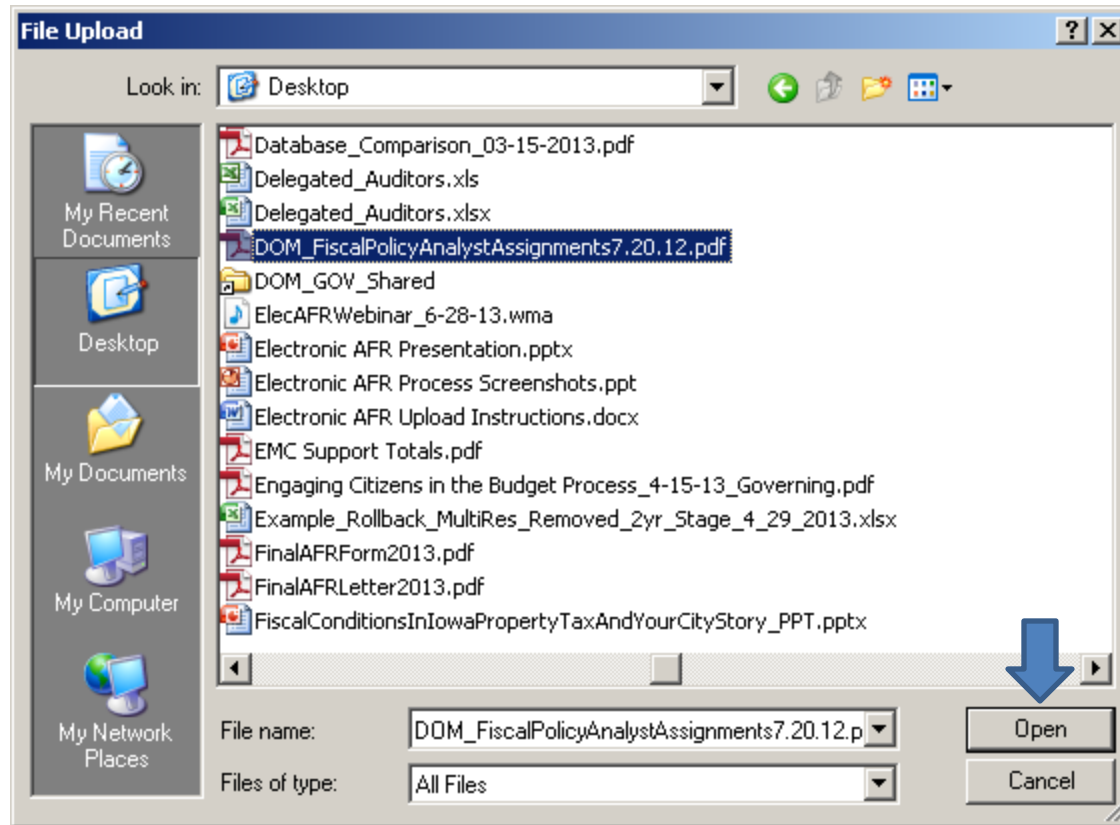 File Upload
Look in:
Desktop
My Recent
Documents
Desktop
My Documents
My Computer
My Network
Places
Database_Comparison_03-15-2013.pdf
Delegated_Auditors.xls
Delegated_Auditors.xlsx
DOM_FiscalPolicyAnalystAssignments7.20.12.pdf
DOM_GOV_Shared
ElecAFRWebinar_6-28-13.wma
Electronic AFR Presentation.pptx
Electronic AFR Process Screenshots.ppt
Electronic AFR Upload Instructions.docx
EMC Support Totals.pdf
Engaging Citizens in the Budget Process_4-15-13_Governing.pdf
Example_Rollback_MultiRes_Removed_2yr_Stage_4_29_2013.xlsx
FinalAFRForm2013.pdf
FinalAFRLetter2013.pdf
FiscalConditionsInIowaPropertyTaxAndYourCityStory_PPT.pptx
File name:
DOM_FiscalPolicyAnalystAssignments7.20.12.p
Open
Files of type:
All Files
Cancel